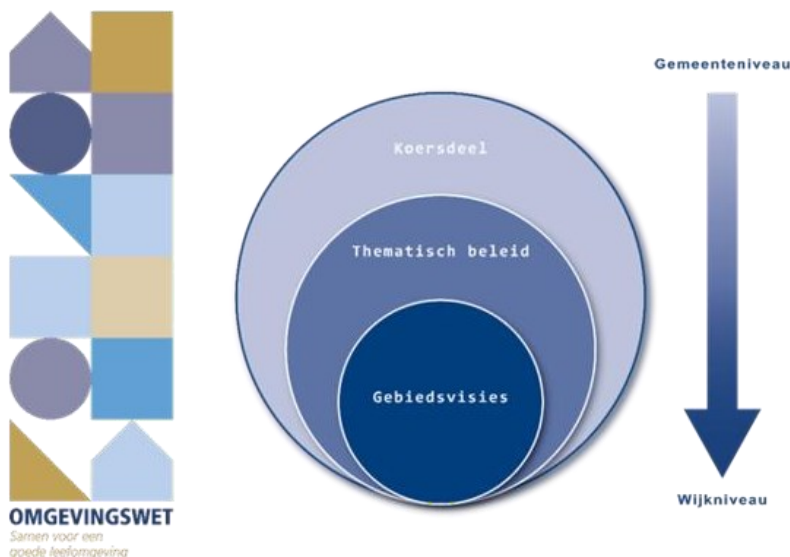 Gemeenteniveau
Koersdeel
Thematisch beleid
Gebiedsvisies
Wijkniveau
OMGEVINGSWET
Samen voor een
goede leefomgeving